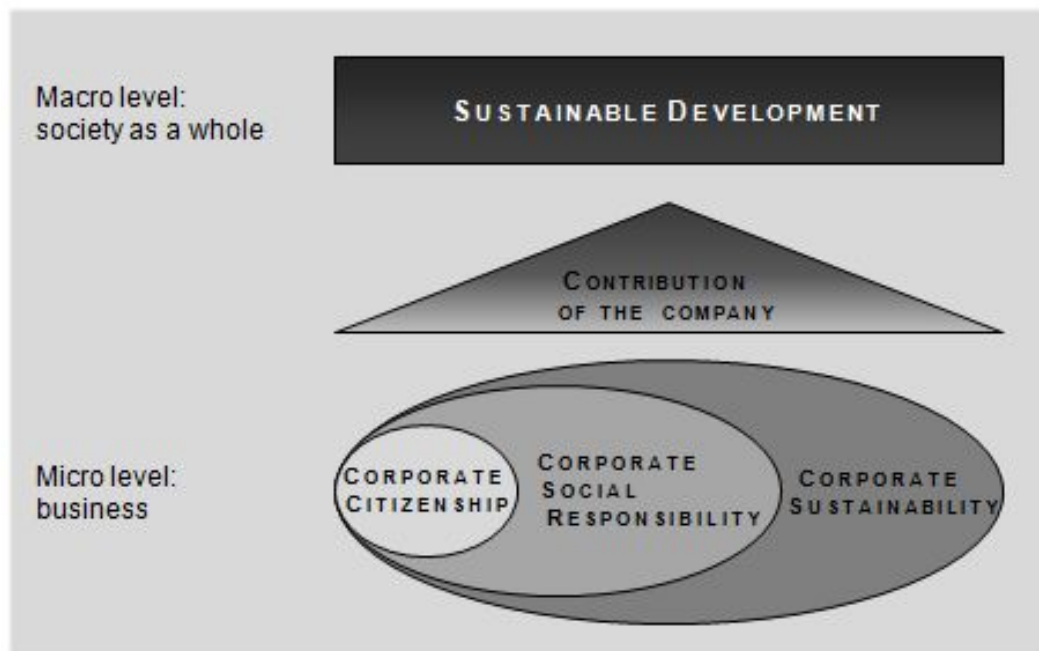 Macro level:
society as a whole
SUSTAINABLE DEVELOPMENT
CONTRIBUTION
OF THE COMPANY
Micro level:
business
CORPORATE
CITIZENSHIP
CORPORATE
SOCIAL
RESPONSIBILITY
CORPORATE
SUSTAINABILITY